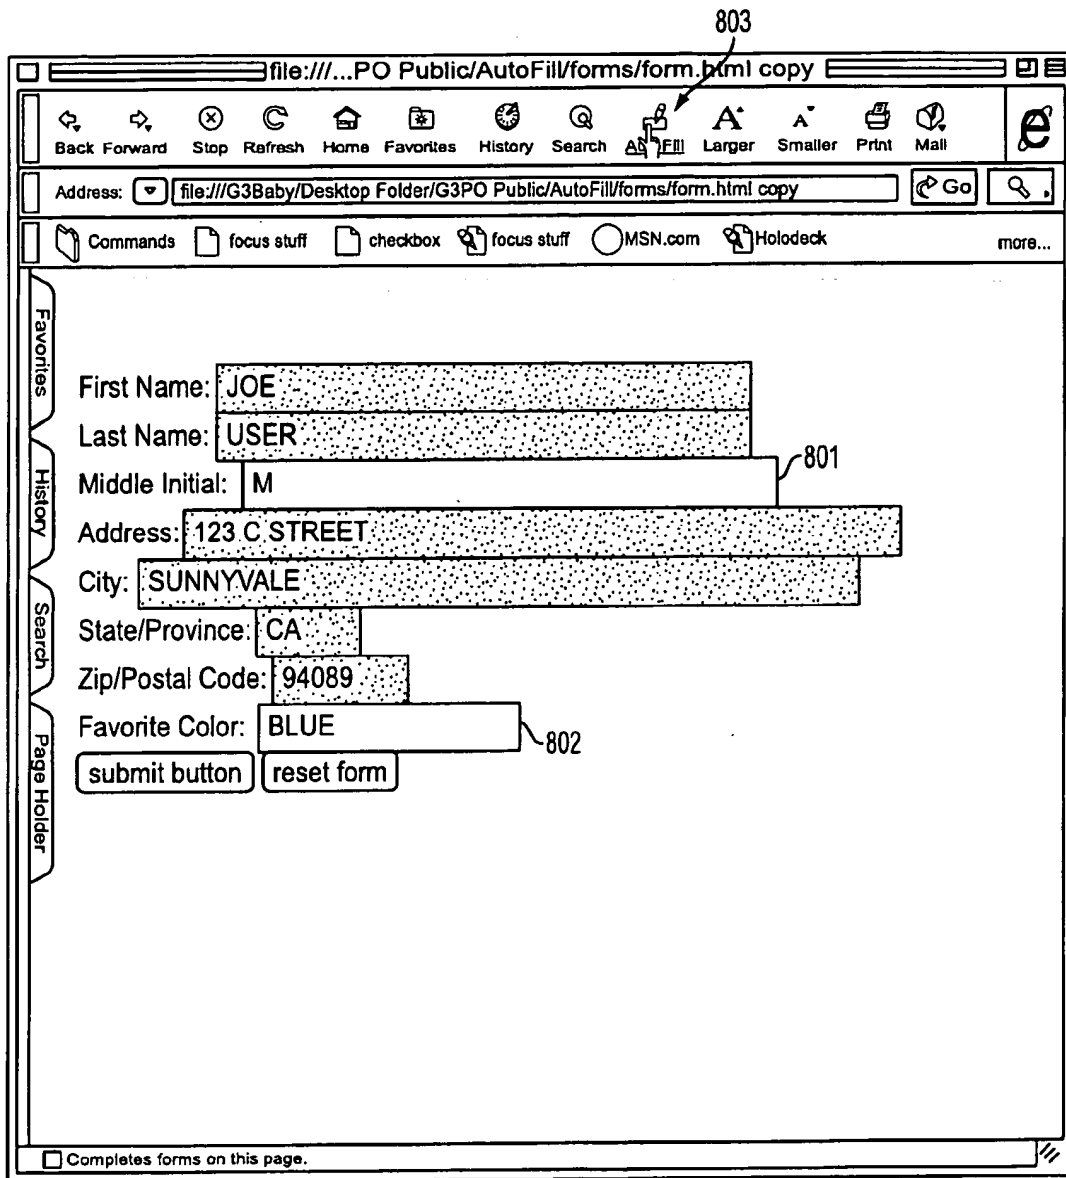 803
file:///...PO Public/AutoFill/forms/form.html copy
Back Forward Stop Refresh Home Favorites History Search Fill Larger Smaller Print Mail
Address: file:///G3Baby/Desktop Folder/G3PO Public/AutoFill/forms/form.html copy Go
Commands focus stuff checkbox focus stuff MSN.com Holodeck more...
Favorites
History
Search
Page Holder
First Name: JOE
Last Name: USER
Middle Initial: M
801
Address: 123 C STREET
City: SUNNYVALE
State/Province: CA
Zip/Postal Code: 94089
Favorite Color: BLUE
802
submit button reset form
Completes forms on this page.